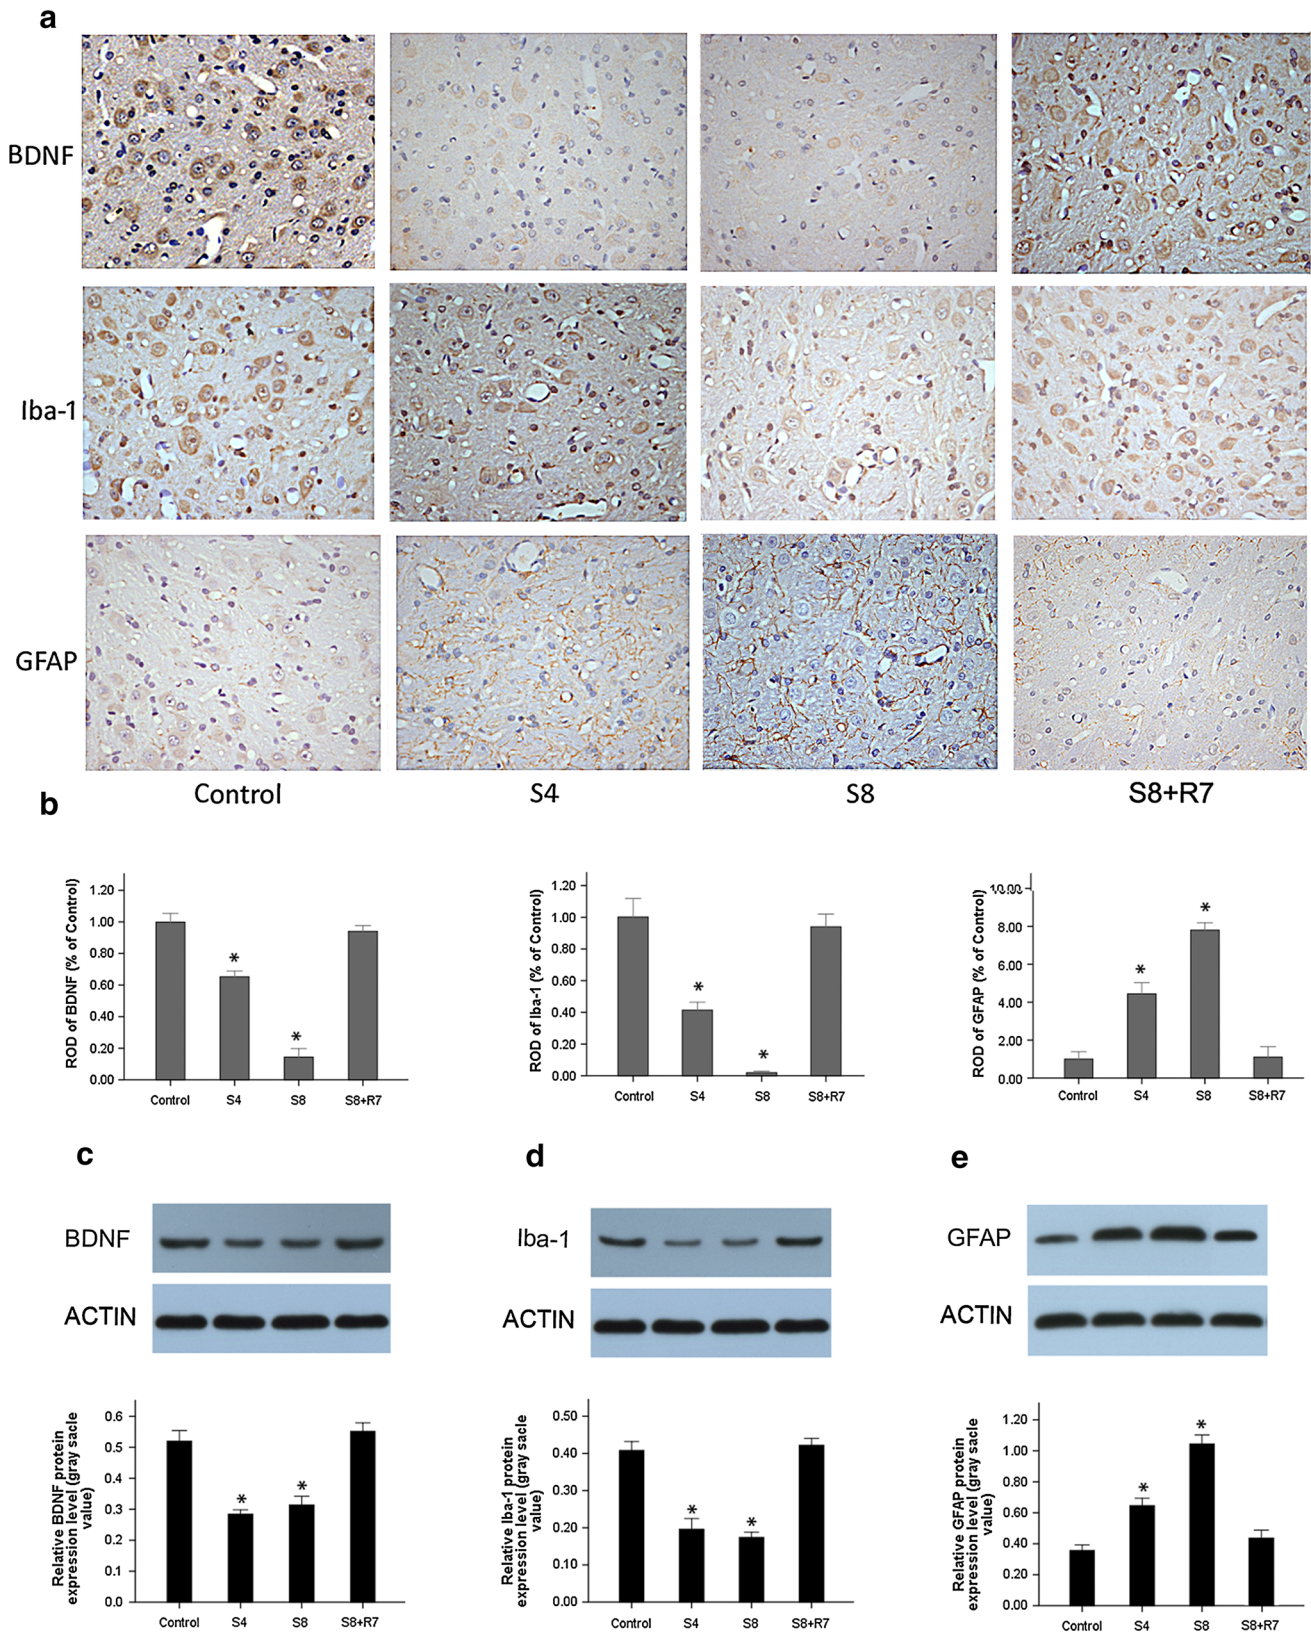 a
BDNF
Iba-1
GFAP
Control S4 S8 S8+R7
b
ROD of BDNF (% of Control)
1.20
1.00
0.80
0.60
0.40
0.20
0.00
*
*
Control S4 S8 S8+R7
ROD of Iba-1 (% of Control)
1.20
1.00
0.80
0.60
0.40
0.20
0.00
*
*
Control S4 S8 S8+R7
ROD of GFAP (% of Control)
10.00
8.00
6.00
4.00
2.00
0.00
*
*
Control S4 S8 S8+R7
c
BDNF
ACTIN
Relative BDNF protein
expression level (gray sacle
value)
0.6
0.5
0.4
0.3
0.2
0.1
0.0
*
*
Control S4 S8 S8+R7
d
Iba-1
ACTIN
Relative Iba-1 protein
expression level (gray sacle
value)
0.50
0.40
0.30
0.20
0.10
0.00
*
*
Control S4 S8 S8+R7
e
GFAP
ACTIN
Relative GFAP protein
expression level (gray sacle
value)
1.20
1.00
0.80
0.60
0.40
0.20
0.00
*
*
Control S4 S8 S8+R7